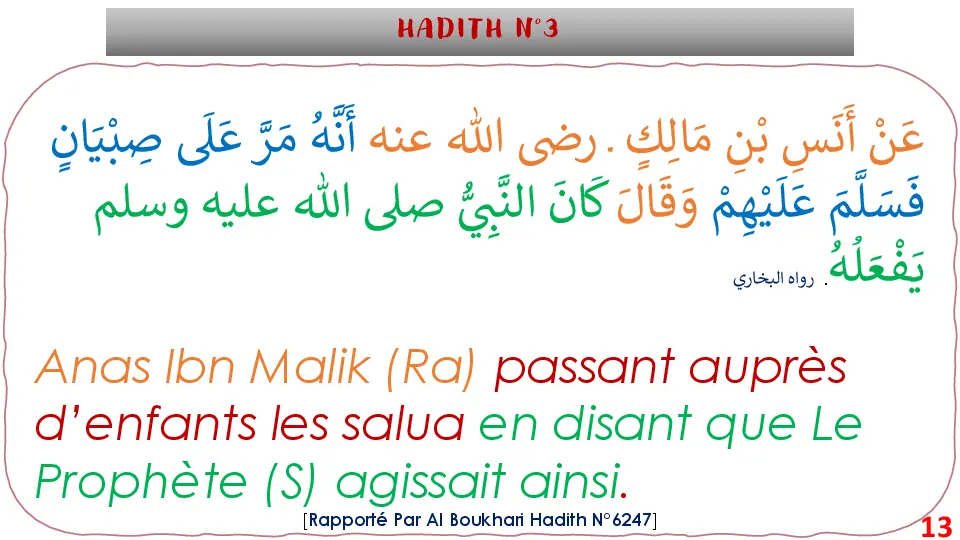 HADITH N°3
عَنْ أَنَسِ بْنِ مَالِكٍ . رضى الله عنه أَنَّهُ مَرَّ عَلَى صِبْيَانٍ
فَسَلَّمَ عَلَيْهِمْ وَقَالَ كَانَ النَّبِيُّ صلى الله عليه وسلم
يَفْعَلُهُ. رواه البخاري
Anas Ibn Malik (Ra) passant auprès
d’enfants les salua en disant que Le
Prophète (S) agissait ainsi.
[Rapporté Par Al Boukhari Hadith N°6247]
13